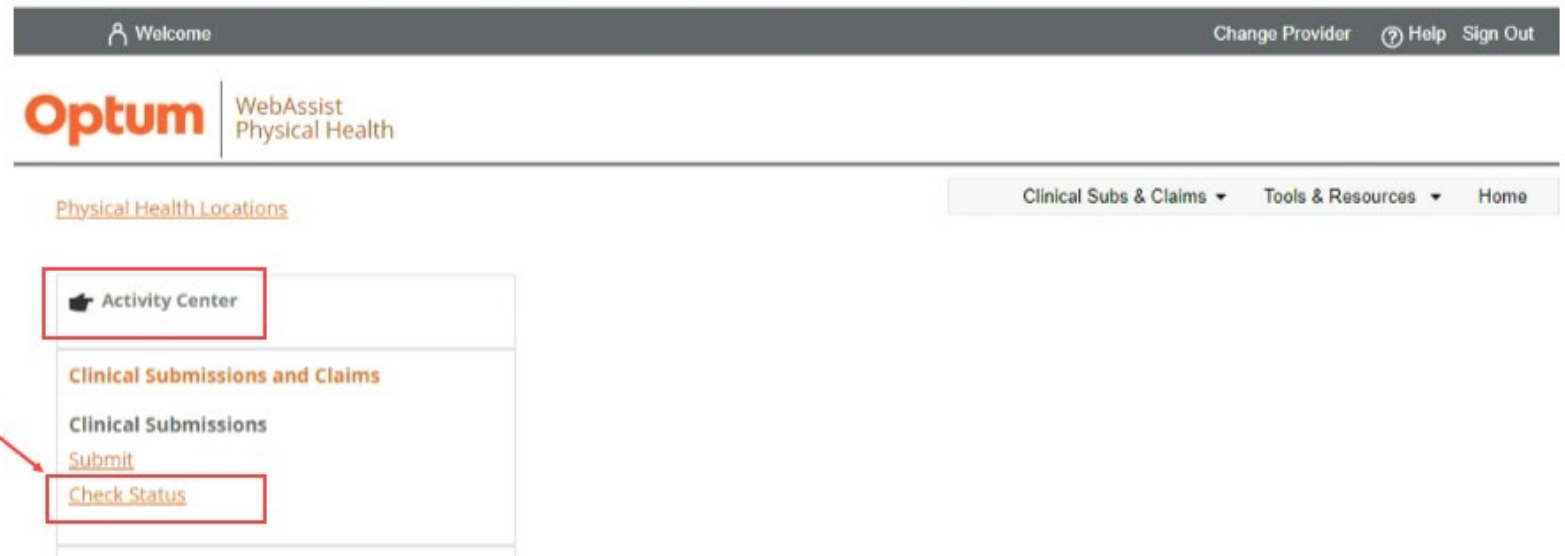 Welcome
Change Provider
Help
Sign Out
Optum
WebAssist
Physical Health
Physical Health Locations
Clinical Subs & Claims
Tools & Resources
Home
Activity Center
Clinical Submissions and Claims
Clinical Submissions
Submit
Check Status